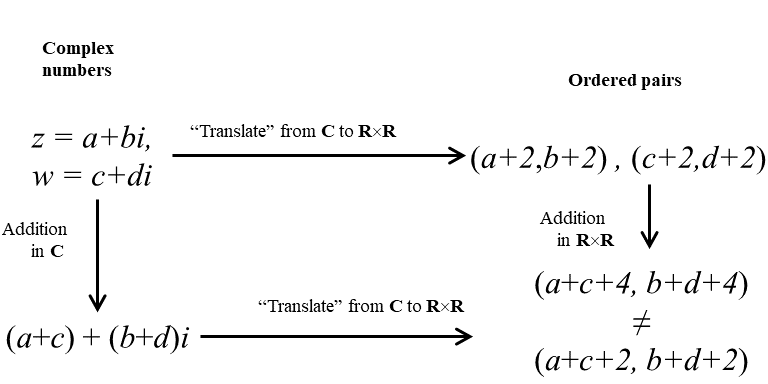 Complex
numbers
Ordered pairs
z = a+bi,
w = c+di
“Translate” from C to R×R
(a+2,b+2) , (c+2,d+2)
Addition
in C
Addition
in R×R
(a+c) + (b+d)i
“Translate” from C to R×R
(a+c+4, b+d+4)
≠
(a+c+2, b+d+2)